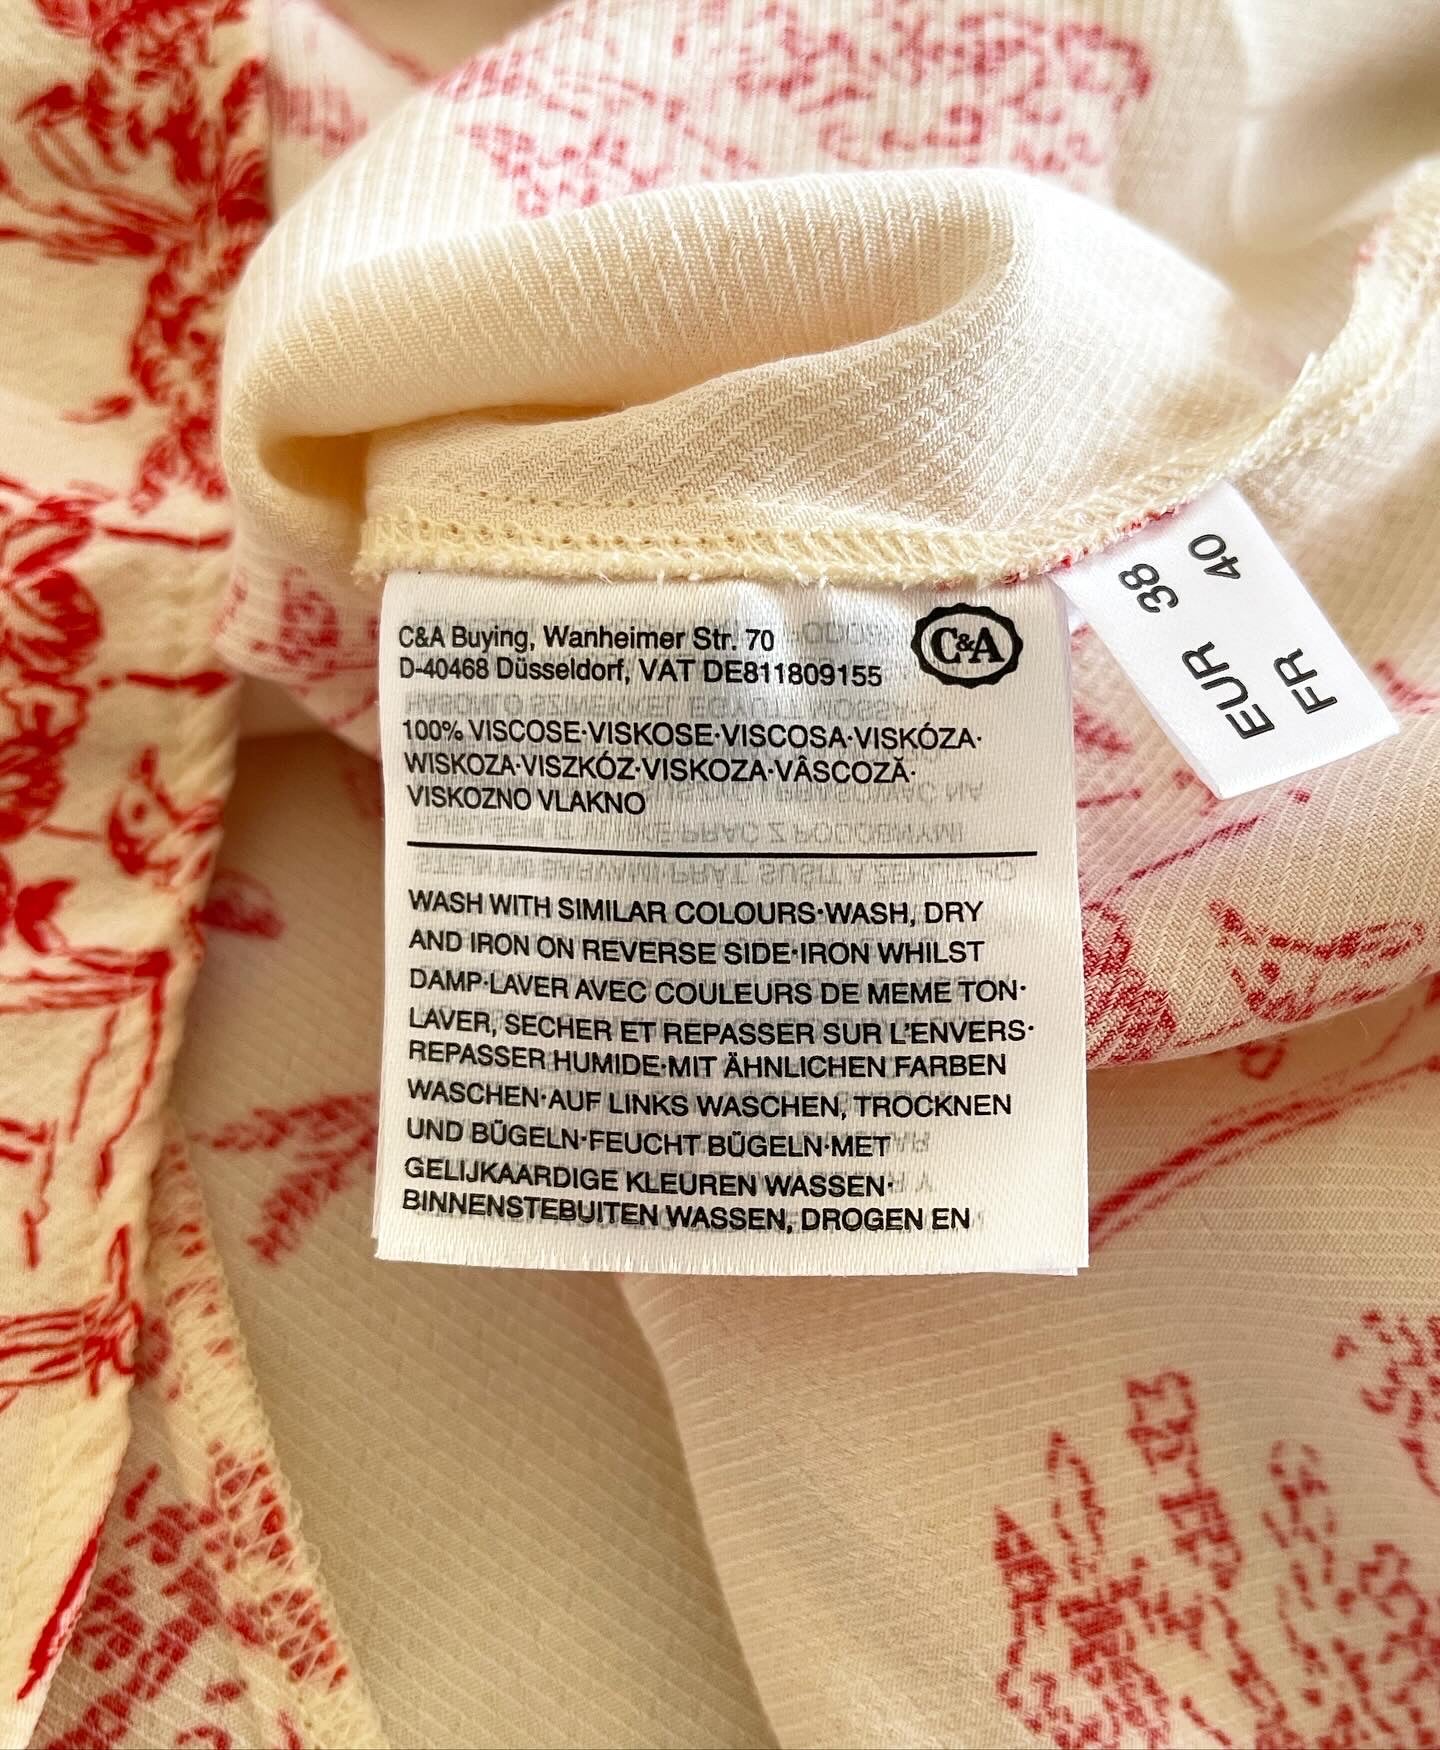 C&A Buying, Wanheimer Str. 70
D-40468 Düsseldorf, VAT DE811809155
C&A
100% VISCOSE·VISKOSE·VISCOSA·VISKÓZA·
WISKOZA·VISZKÓZ·VISKOZA·VÂSCOZĂ·
VISKOZNO VLAKNO
WASH WITH SIMILAR COLOURS·WASH, DRY
AND IRON ON REVERSE SIDE·IRON WHILST
DAMP·LAVER AVEC COULEURS DE MEME TON·
LAVER, SECHER ET REPASSER SUR L'ENVERS·
REPASSER HUMIDE·MIT ÄHNLICHEN FARBEN
WASCHEN·AUF LINKS WASCHEN, TROCKNEN
UND BÜGELN·FEUCHT BÜGELN·MET
GELIJKAARDIGE KLEUREN WASSEN·
BINNENSTEBUITEN WASSEN, DROGEN EN
EUR 38
FR 40